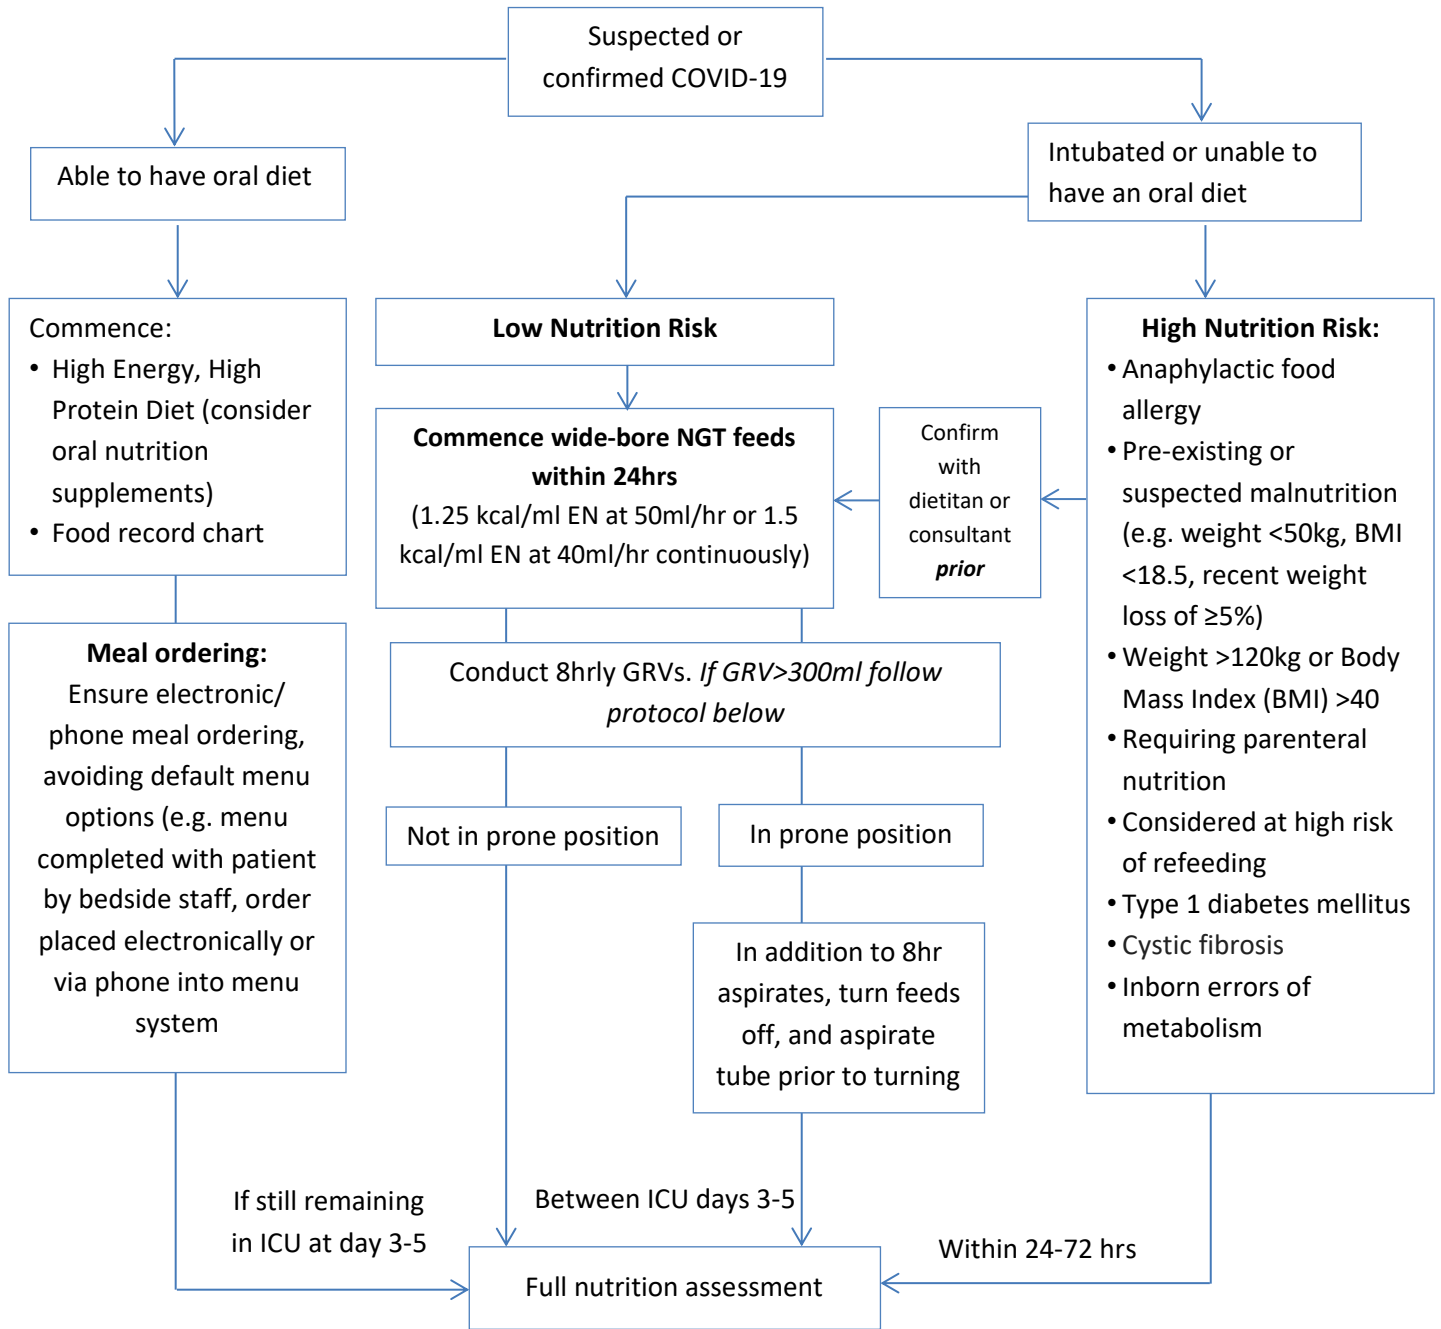 Suspected or
confirmed COVID-19
Able to have oral diet
Intubated or unable to
have an oral diet
Commence:
• High Energy, High
Protein Diet (consider
oral nutrition
supplements)
• Food record chart
Low Nutrition Risk
High Nutrition Risk:
• Anaphylactic food
allergy
• Pre-existing or
suspected malnutrition
(e.g. weight <50kg, BMI
<18.5, recent weight
loss of ≥5%)
• Weight >120kg or Body
Mass Index (BMI) >40
• Requiring parenteral
nutrition
• Considered at high risk
of refeeding
• Type 1 diabetes mellitus
• Cystic fibrosis
• Inborn errors of
metabolism
Commence wide-bore NGT feeds
within 24hrs
(1.25 kcal/ml EN at 50ml/hr or 1.5
kcal/ml EN at 40ml/hr continuously)
Confirm
with
dietitan or
consultant
prior
Meal ordering:
Ensure electronic/
phone meal ordering,
avoiding default menu
options (e.g. menu
completed with patient
by bedside staff, order
placed electronically or
via phone into menu
system
Conduct 8hrly GRVs. If GRV>300ml follow
protocol below
Not in prone position
In prone position
In addition to 8hr
aspirates, turn feeds
off, and aspirate
tube prior to turning
If still remaining
in ICU at day 3-5
Between ICU days 3-5
Within 24-72 hrs
Full nutrition assessment